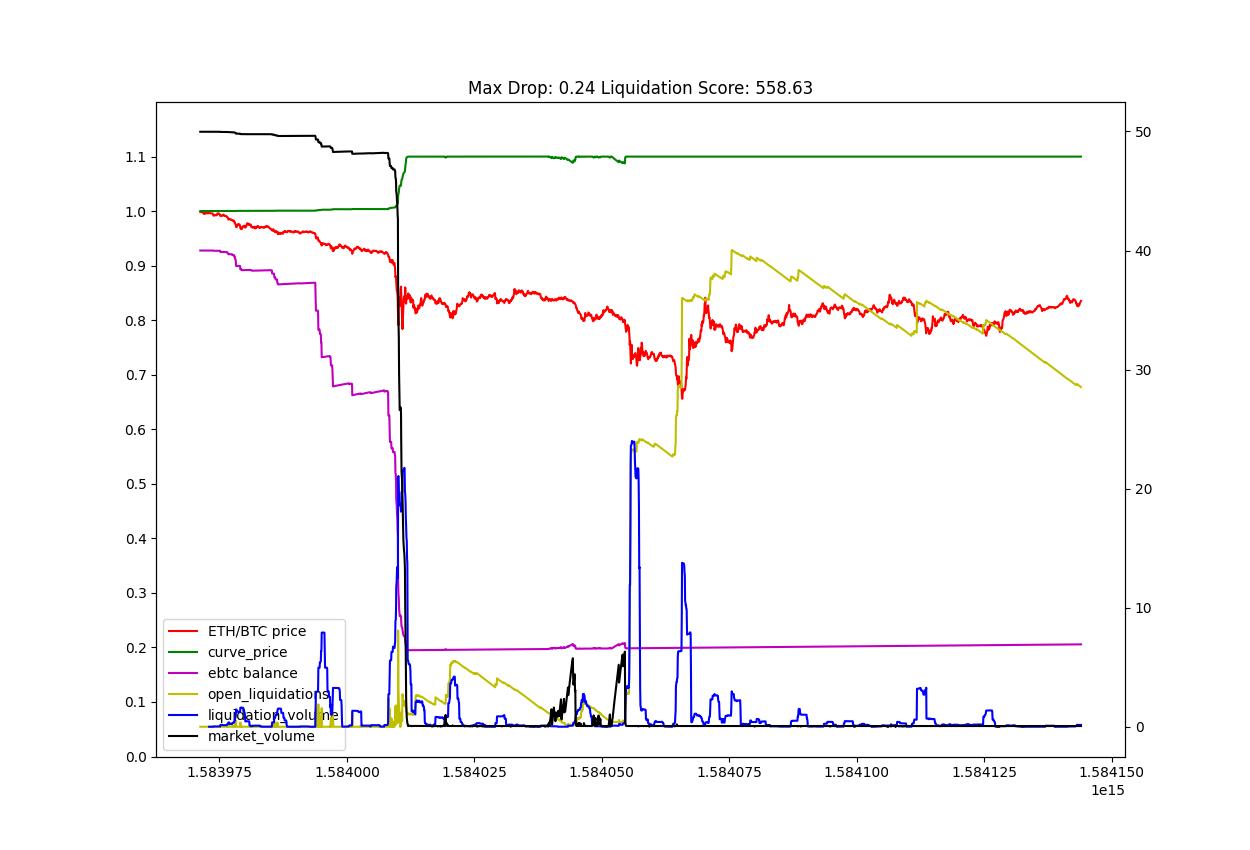 Max Drop: 0.24 Liquidation Score: 558.63
1.1
1.0
0.9
0.8
0.7
0.6
0.5
0.4
0.3
0.2
0.1
0.0
50
40
30
20
10
0
ETH/BTC price
curve_price
ebtc balance
open_liquidations
liquidation_volume
market_volume
1.583975 1.584000 1.584025 1.584050 1.584075 1.584100 1.584125 1.584150
1e15